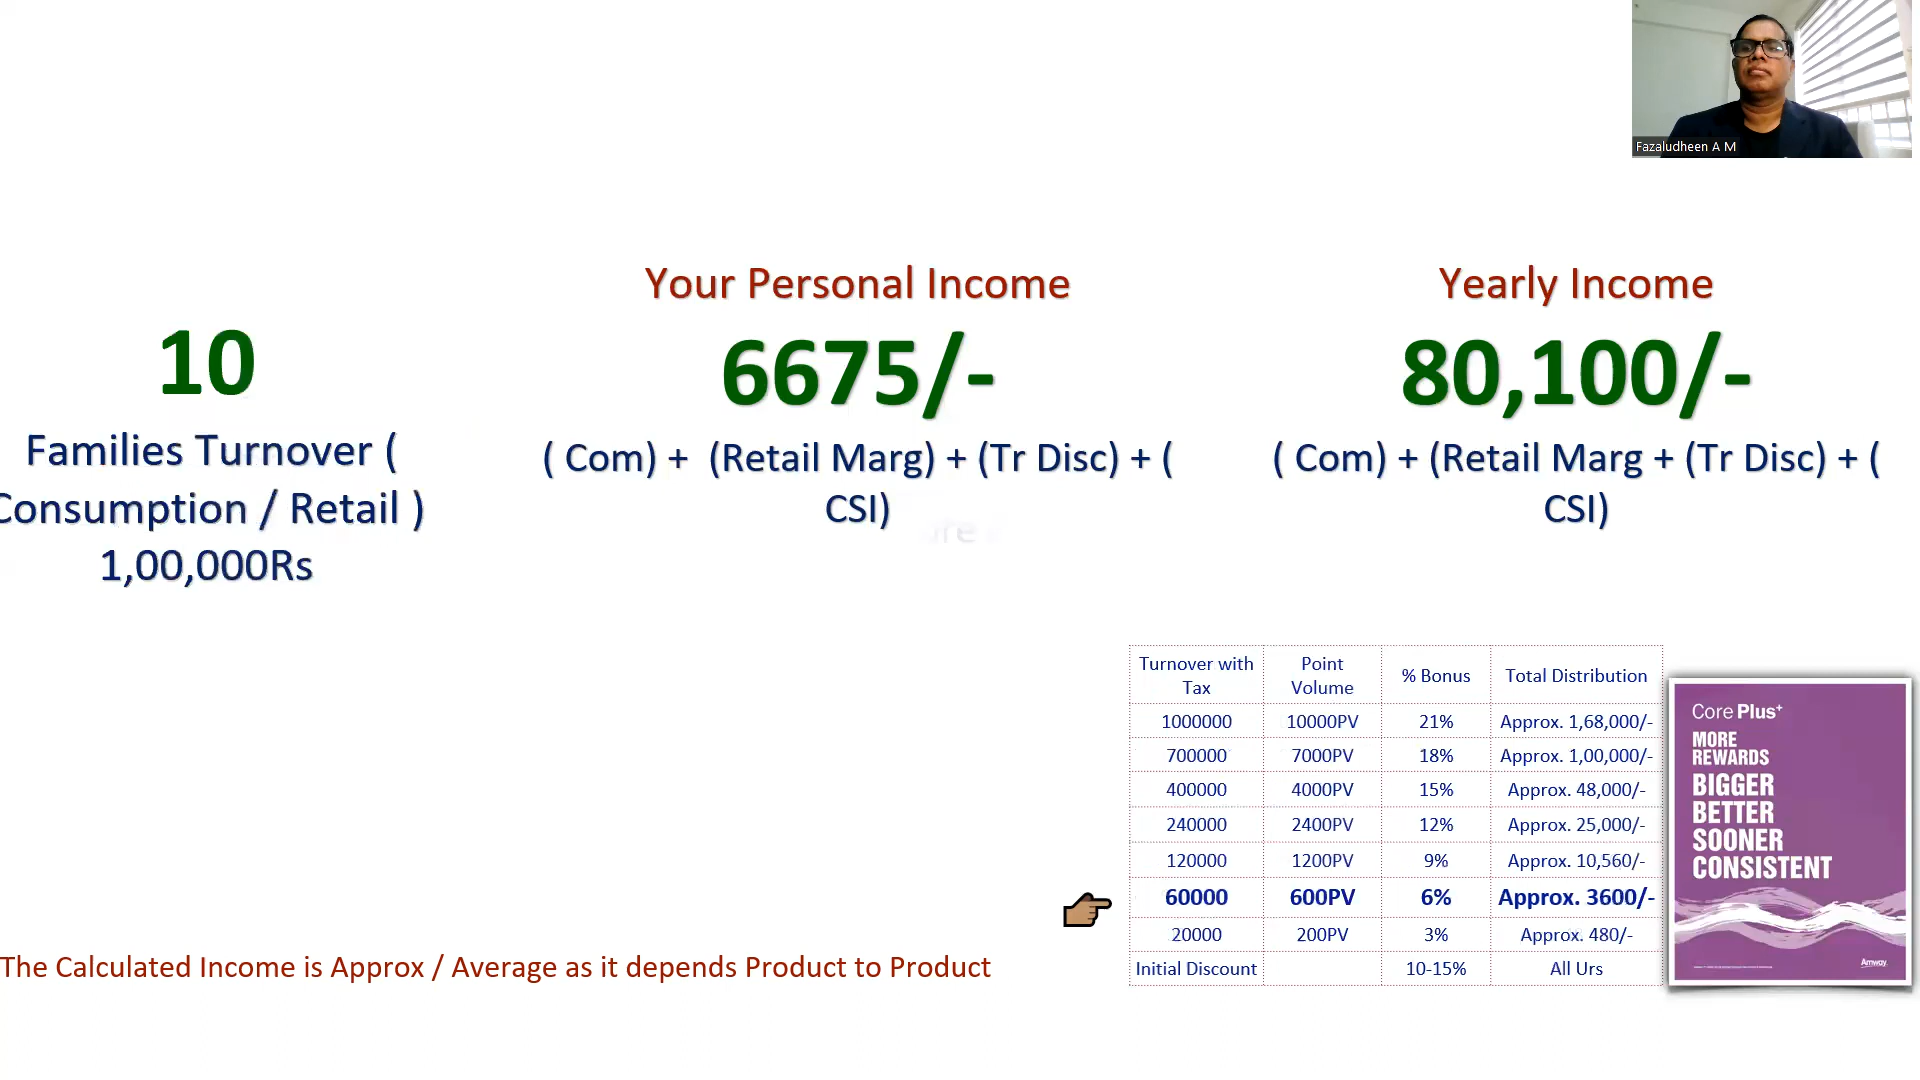 Fazaludheen A M
10
Families Turnover (
Consumption / Retail )
1,00,000Rs
Your Personal Income
6675/-
( Com) + (Retail Marg) + (Tr Disc) + (
CSI)
Yearly Income
80,100/-
( Com) + (Retail Marg + (Tr Disc) + (
CSI)
Turnover with Tax Point Volume % Bonus Total Distribution
1000000 10000PV 21% Approx. 1,68,000/-
700000 7000PV 18% Approx. 1,00,000/-
400000 4000PV 15% Approx. 48,000/-
240000 2400PV 12% Approx. 25,000/-
120000 1200PV 9% Approx. 10,560/-
60000 600PV 6% Approx. 3600/-
20000 200PV 3% Approx. 480/-
Initial Discount 10-15% All Urs
Core Plus+
MORE
REWARDS
BIGGER
BETTER
SOONER
CONSISTENT
Amway
The Calculated Income is Approx / Average as it depends Product to Product